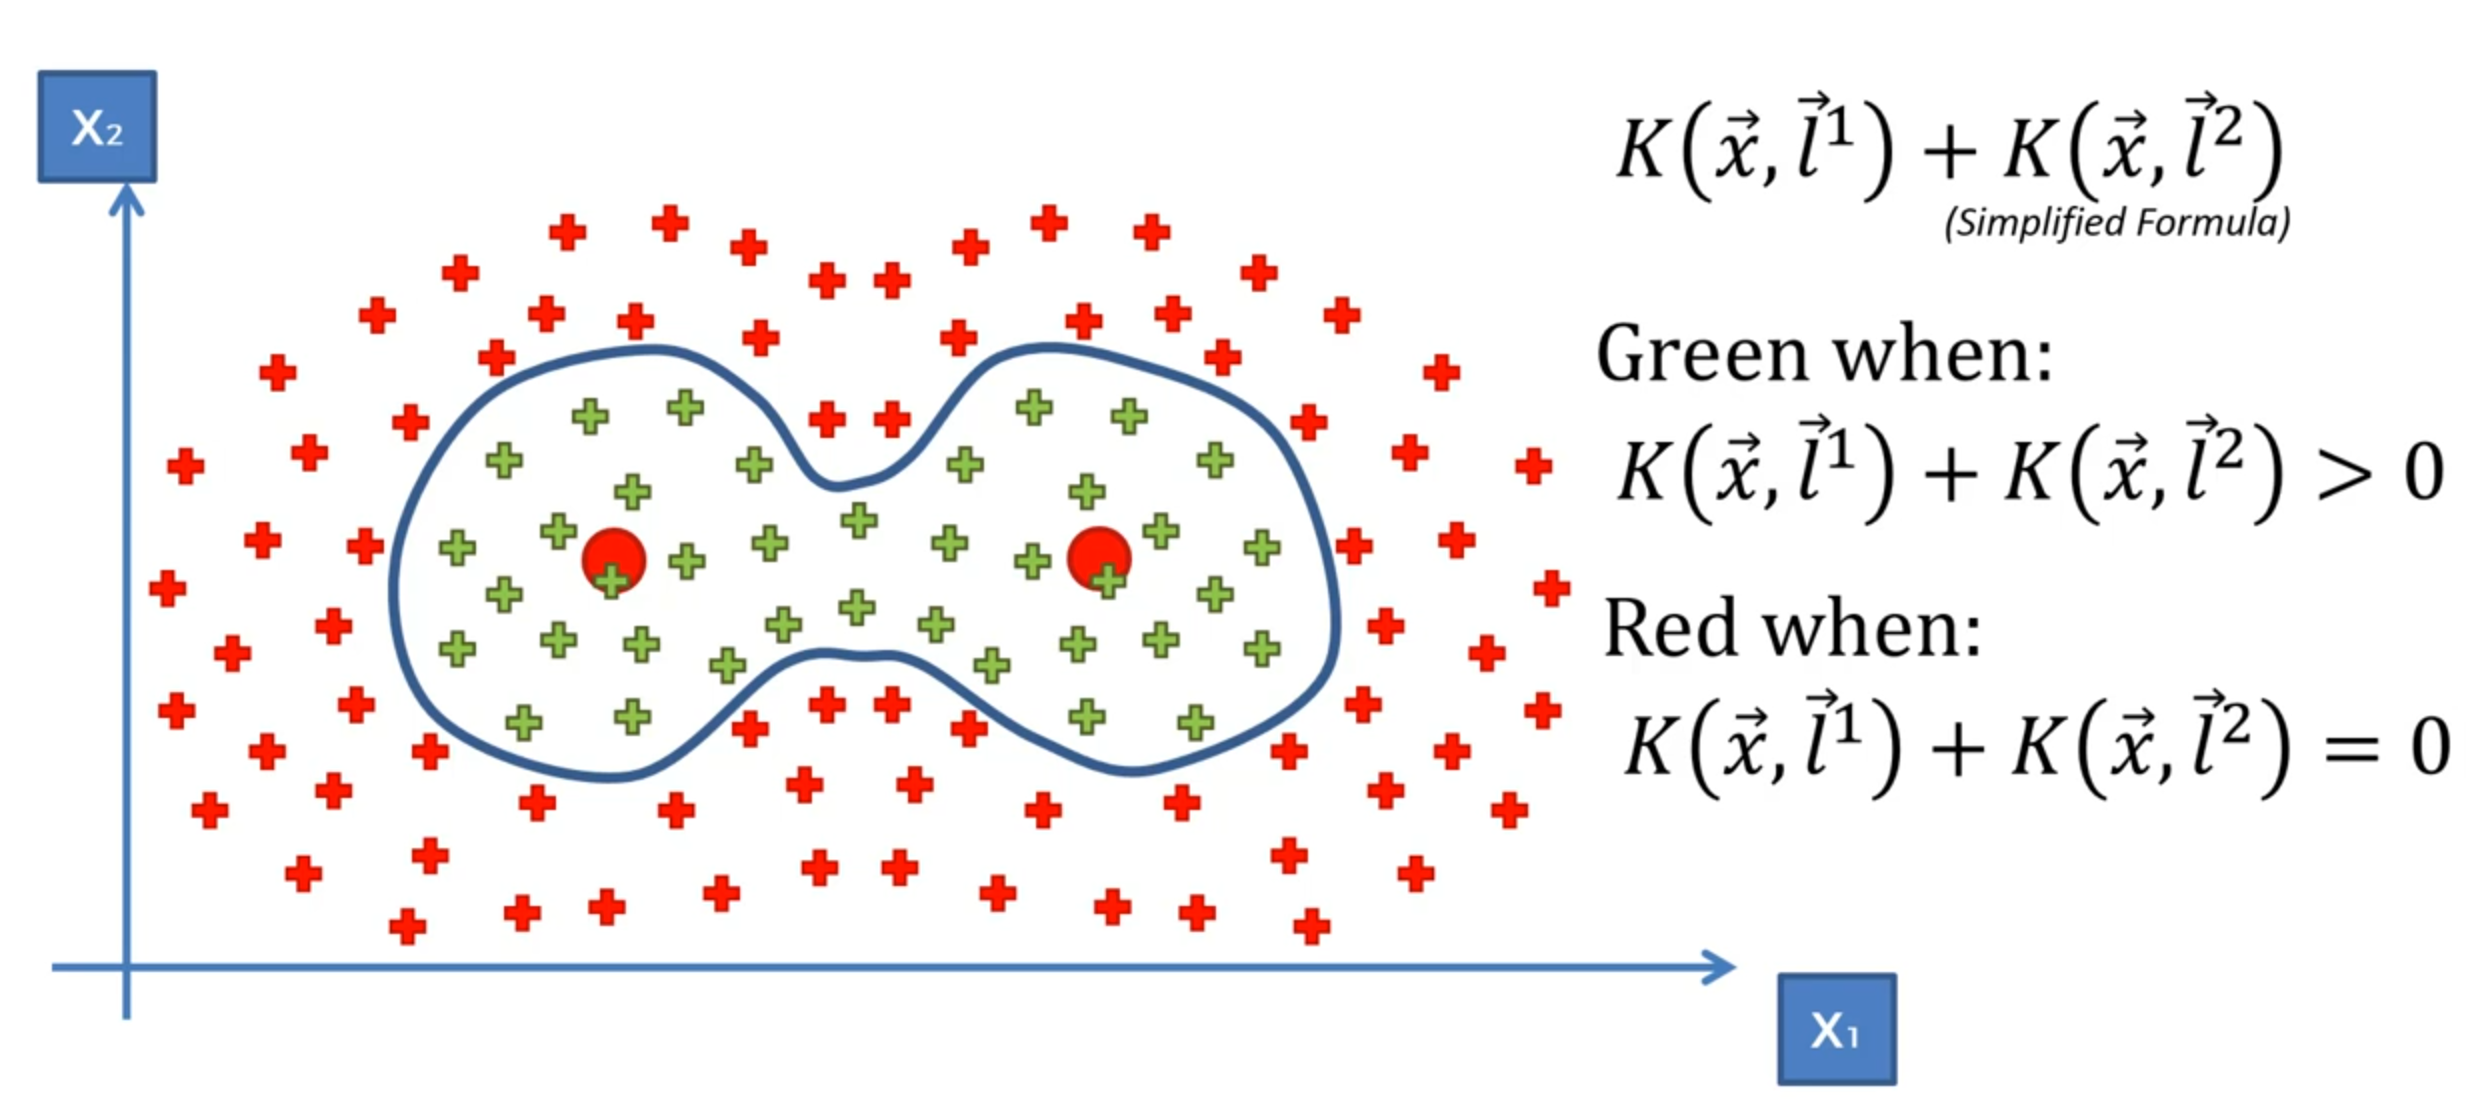 X₂
K(x⃗, l⃗¹) + K(x⃗, l⃗²)
(Simplified Formula)
Green when:
K(x⃗, l⃗¹) + K(x⃗, l⃗²) > 0
Red when:
K(x⃗, l⃗¹) + K(x⃗, l⃗²) = 0
X₁